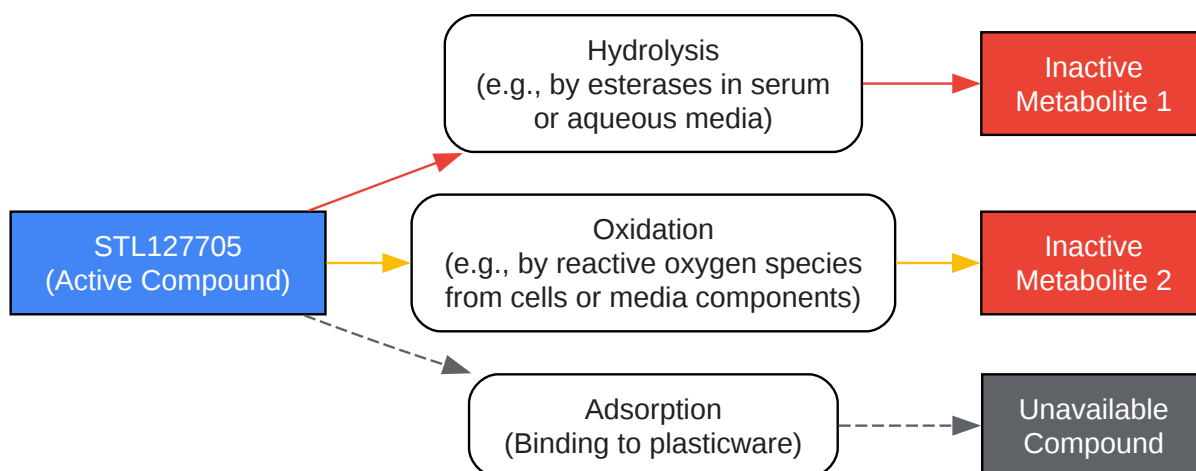 Hydrolysis
(e.g., by esterases in serum
or aqueous media)
Inactive
Metabolite 1
STL127705
(Active Compound)
Oxidation
(e.g., by reactive oxygen species
from cells or media components)
Inactive
Metabolite 2
Adsorption
(Binding to plasticware)
Unavailable
Compound